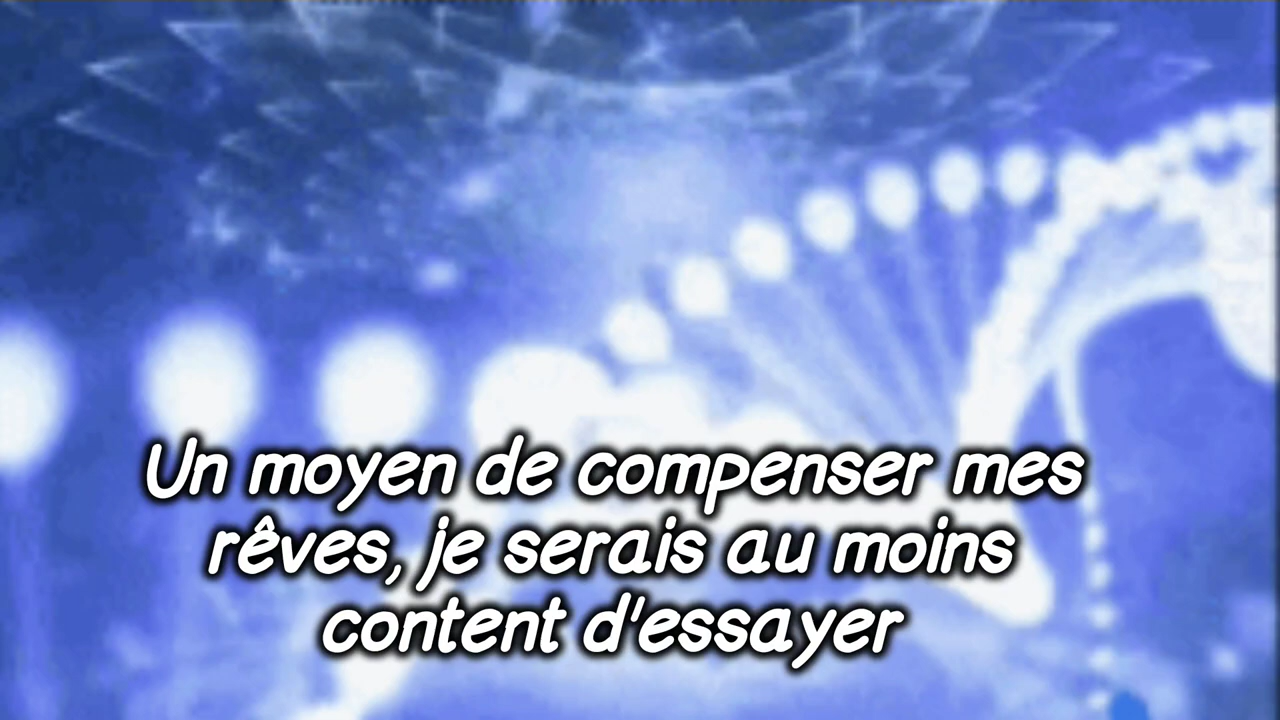 Un moyen de compenser mes
rêves, je serais au moins
content d'essayer